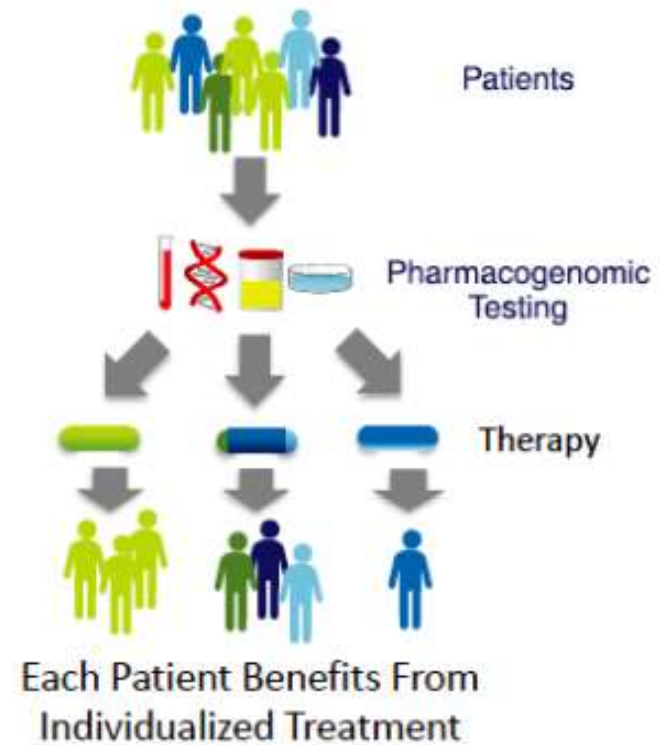 Patients
Pharmacogenomic
Testing
Therapy
Each Patient Benefits From
Individualized Treatment